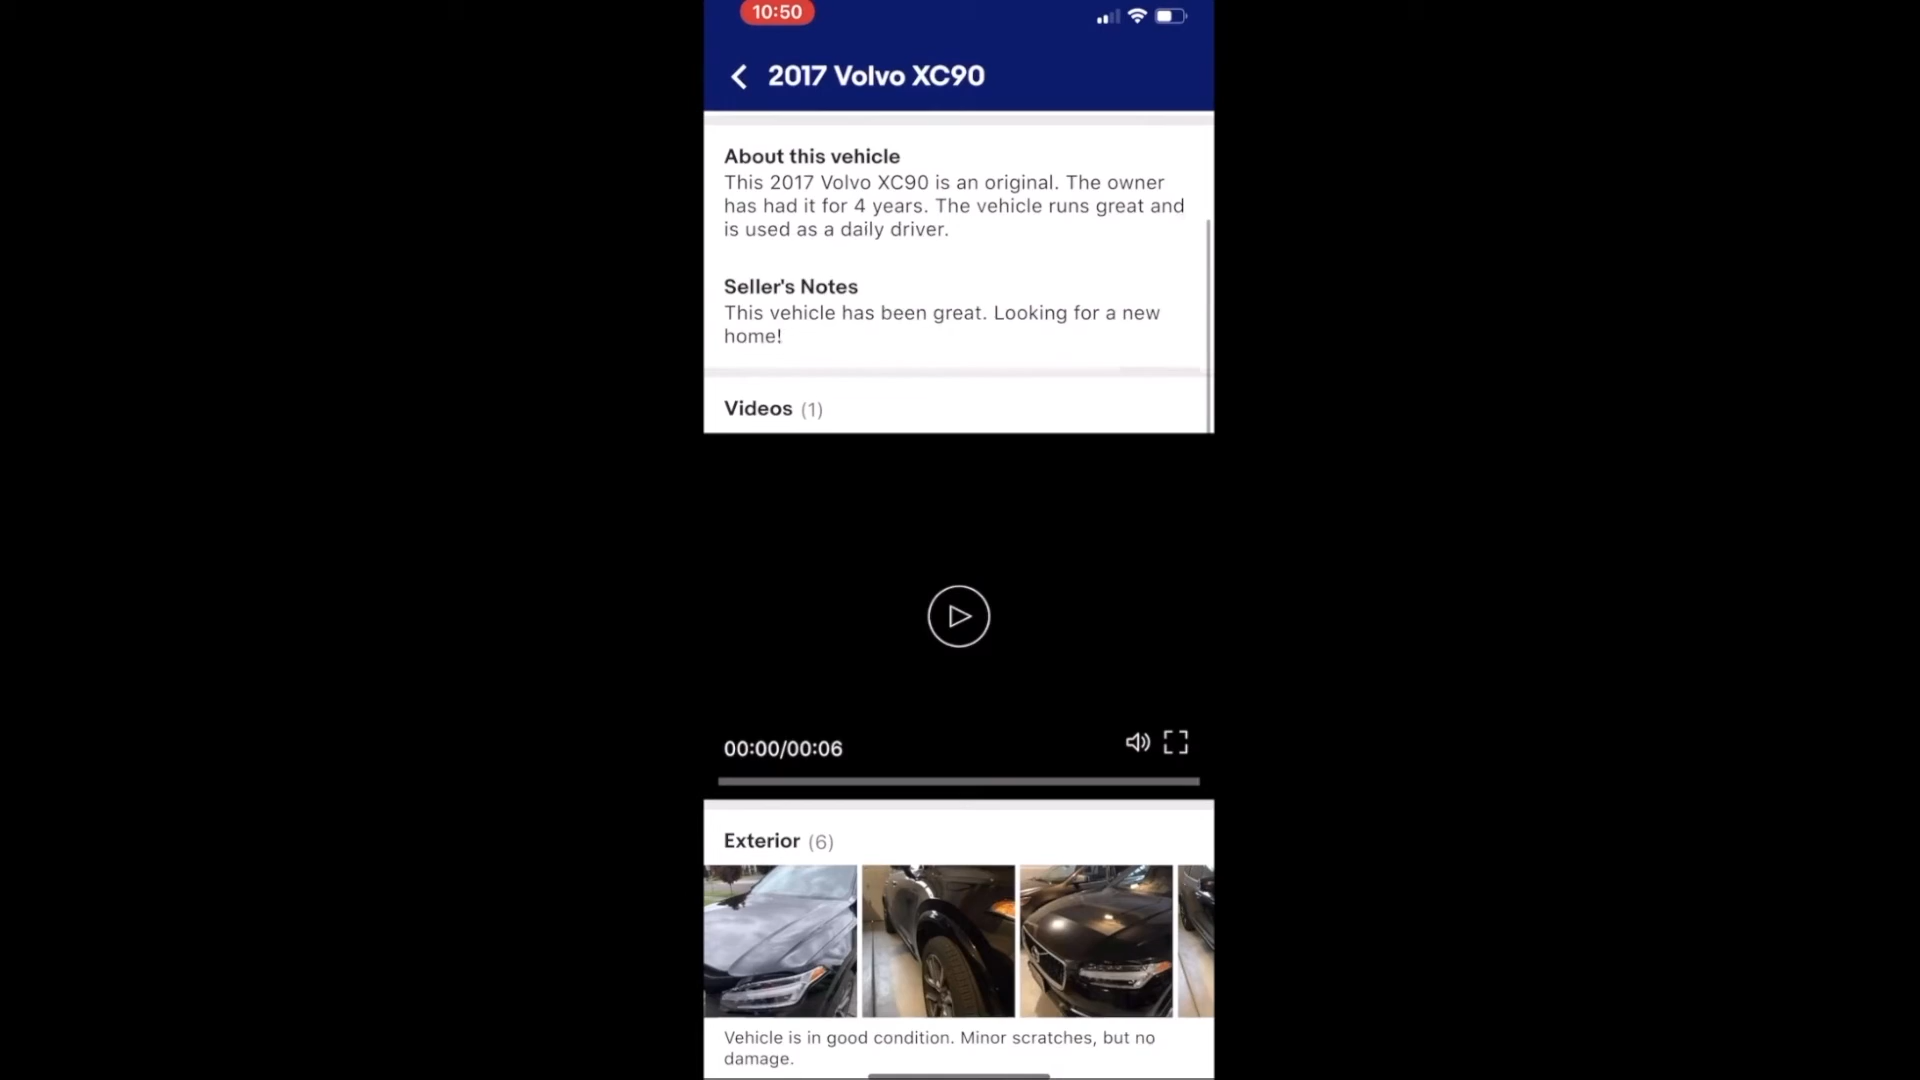 10:50
2017 Volvo XC90
About this vehicle
This 2017 Volvo XC90 is an original. The owner
has had it for 4 years. The vehicle runs great and
is used as a daily driver.
Seller's Notes
This vehicle has been great. Looking for a new
home!
Videos (1)
00:00/00:06
Exterior (6)
Vehicle is in good condition. Minor scratches, but no
damage.